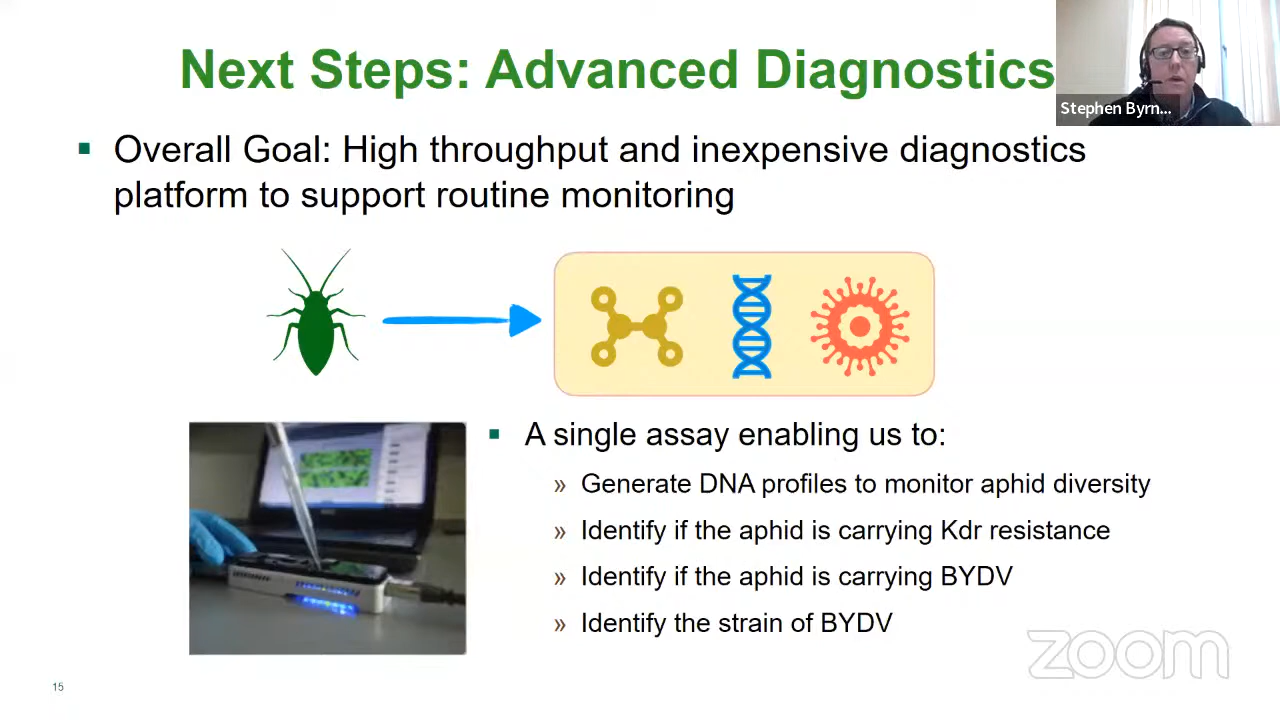 Next Steps: Advanced Diagnostics
Stephen Byrn...
▪ Overall Goal: High throughput and inexpensive diagnostics
platform to support routine monitoring
▪ A single assay enabling us to:
» Generate DNA profiles to monitor aphid diversity
» Identify if the aphid is carrying Kdr resistance
» Identify if the aphid is carrying BYDV
» Identify the strain of BYDV
zoom
15